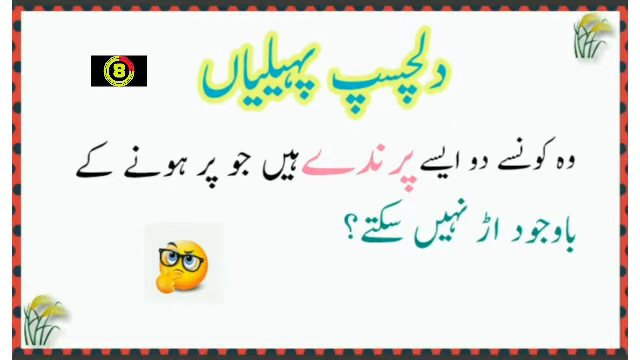 دلچسپ پہیلیاں
8
وہ کونسے دو ایسے پرندے ہیں جو پر ہونے کے
باوجود اڑ نہیں سکتے؟